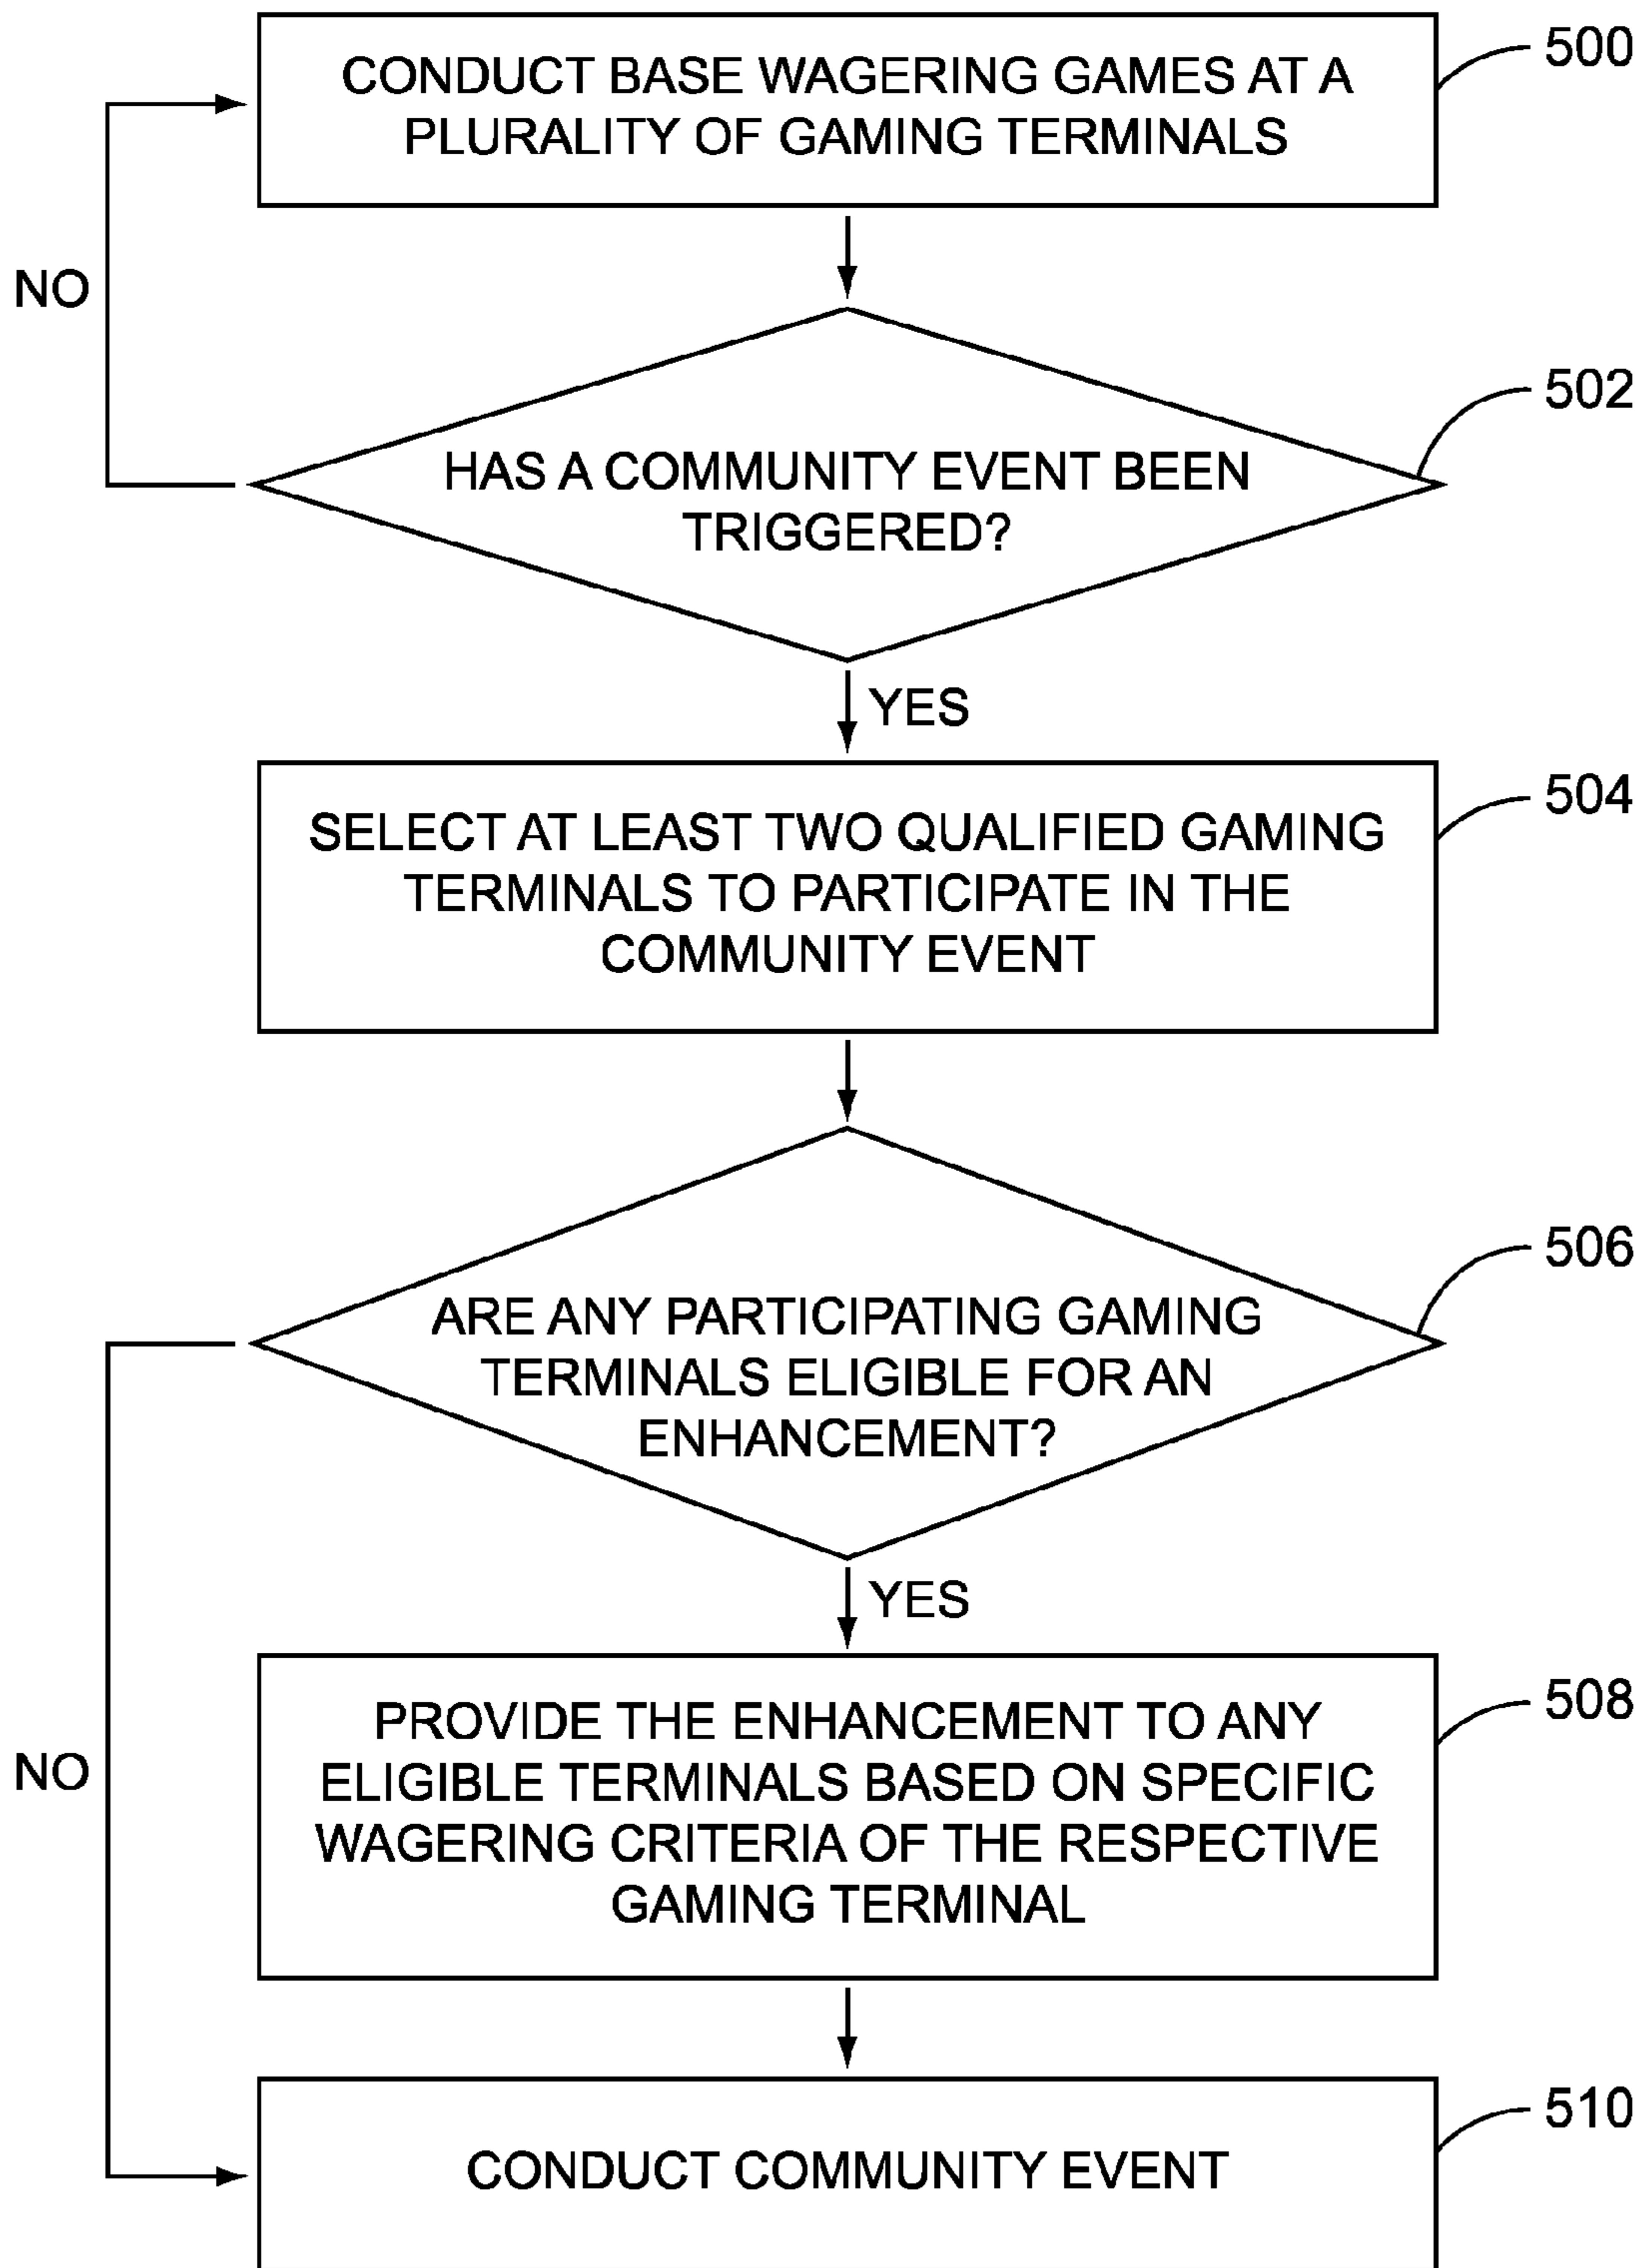 CONDUCT BASE WAGERING GAMES AT A
PLURALITY OF GAMING TERMINALS
500
NO
HAS A COMMUNITY EVENT BEEN
TRIGGERED?
502
YES
SELECT AT LEAST TWO QUALIFIED GAMING
TERMINALS TO PARTICIPATE IN THE
COMMUNITY EVENT
504
ARE ANY PARTICIPATING GAMING
TERMINALS ELIGIBLE FOR AN
ENHANCEMENT?
506
YES
NO
PROVIDE THE ENHANCEMENT TO ANY
ELIGIBLE TERMINALS BASED ON SPECIFIC
WAGERING CRITERIA OF THE RESPECTIVE
GAMING TERMINAL
508
CONDUCT COMMUNITY EVENT
510